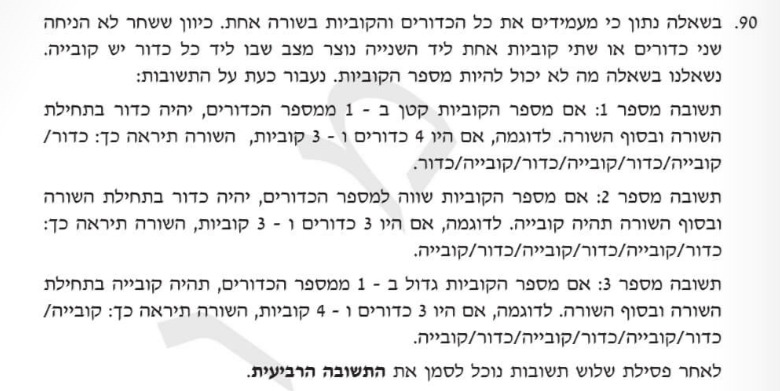 90. בשאלה נתון כי מעמידים את כל הכדורים והקוביות בשורה אחת. כיוון ששחר לא הניחה
שני כדורים או שתי קוביות אחת ליד השנייה נוצר מצב שבו ליד כל כדור יש קובייה.
נשאלנו בשאלה מה לא יכול להיות מספר הקוביות. נעבור כעת על התשובות:
תשובה מספר 1: אם מספר הקוביות קטן ב - 1 ממספר הכדורים, יהיה כדור בתחילת
השורה ובסוף השורה. לדוגמה, אם היו 4 כדורים ו - 3 קוביות, השורה תיראה כך: כדור/
קובייה/כדור/קובייה/כדור/קובייה/כדור.
תשובה מספר 2: אם מספר הקוביות שווה למספר הכדורים, יהיה כדור בתחילת השורה
ובסוף השורה תהיה קובייה. לדוגמה, אם היו 3 כדורים ו - 3 קוביות, השורה תיראה כך:
כדור/קובייה/כדור/קובייה/כדור/קובייה.
תשובה מספר 3: אם מספר הקוביות גדול ב - 1 ממספר הכדורים, תהיה קובייה בתחילת
השורה ובסוף השורה. לדוגמה, אם היו 3 כדורים ו - 4 קוביות, השורה תיראה כך: קובייה/
כדור/קובייה/כדור/קובייה/כדור/קובייה.
לאחר פסילת שלוש תשובות נוכל לסמן את התשובה הרביעית.